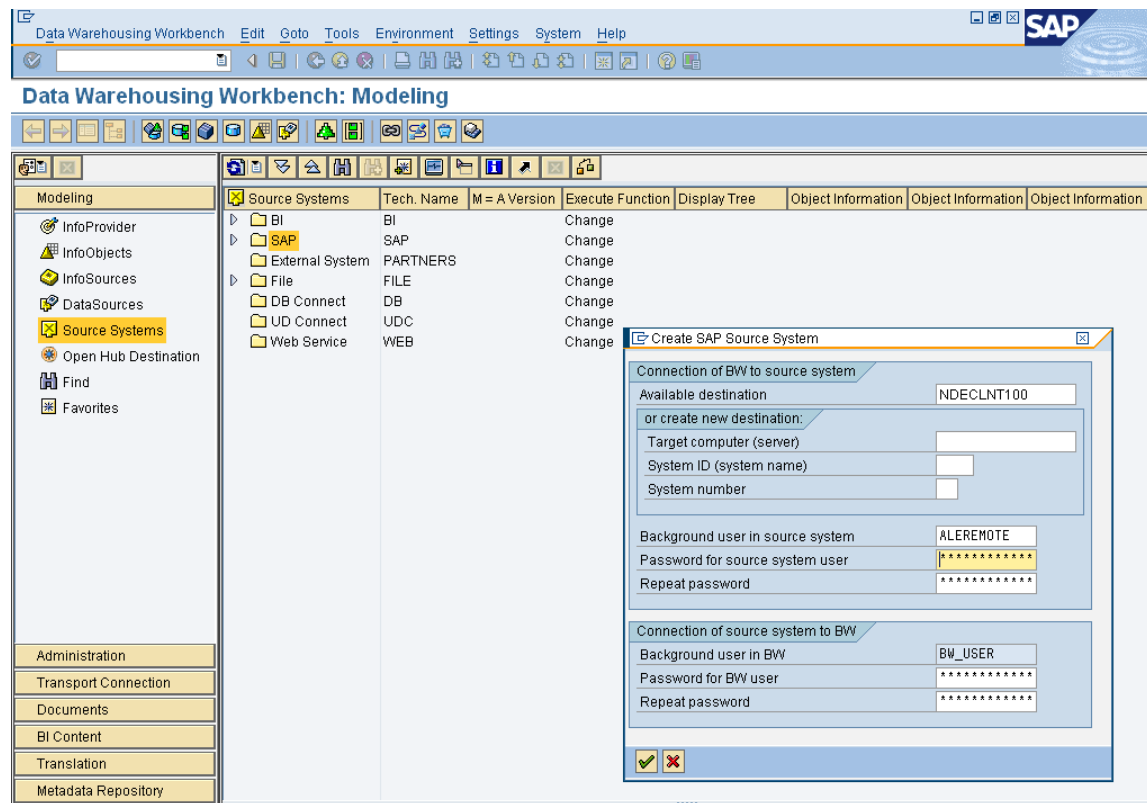 Data Warehousing Workbench Edit Goto Tools Environment Settings System Help
SAP
Data Warehousing Workbench: Modeling
Modeling
InfoProvider
InfoObjects
InfoSources
DataSources
Source Systems
Open Hub Destination
Find
Favorites
Administration
Transport Connection
Documents
BI Content
Translation
Metadata Repository
Source Systems Tech. Name M = A Version Execute Function Display Tree Object Information Object Information Object Information
BI BI Change
SAP SAP Change
External System PARTNERS Change
File FILE Change
DB Connect DB Change
UD Connect UDC Change
Web Service WEB Change
Create SAP Source System
Connection of BW to source system
Available destination NDECLNT100
or create new destination:
Target computer (server)
System ID (system name)
System number
Background user in source system ALEREMOTE
Password for source system user ************
Repeat password ************
Connection of source system to BW
Background user in BW BW_USER
Password for BW user ************
Repeat password ************